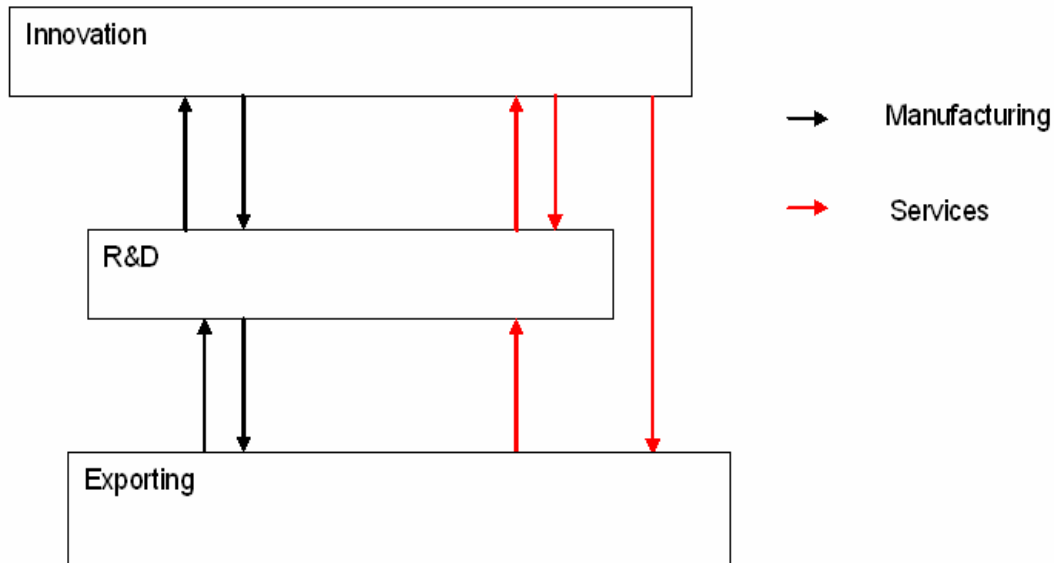 Innovation
Manufacturing
Services
R&D
Exporting